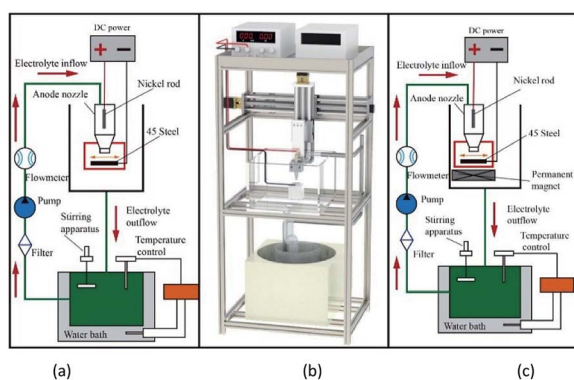 DC power
+ -
Electrolyte inflow
Nickel rod
Anode nozzle
45 Steel
Flowmeter
Pump
Stirring
apparatus
Filter
Electrolyte
outflow
Temperature
control
Water bath
(a)
(b)
DC power
+ -
Electrolyte inflow
Nickel rod
Anode nozzle
45 Steel
Flowmeter
Permanent
magnet
Pump
Stirring
apparatus
Filter
Electrolyte
outflow
Temperature
control
Water bath
(c)